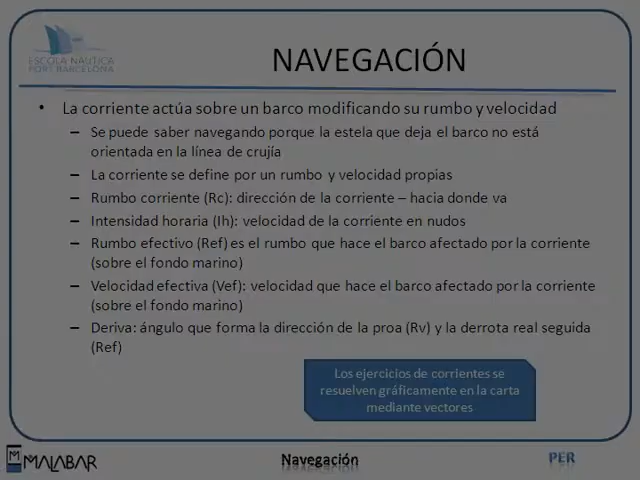 ESCOLA NÀUTICA
PORT BARCELONA
NAVEGACIÓN
• La corriente actúa sobre un barco modificando su rumbo y velocidad
– Se puede saber navegando porque la estela que deja el barco no está
orientada en la línea de crujía
– La corriente se define por un rumbo y velocidad propias
– Rumbo corriente (Rc): dirección de la corriente – hacia donde va
– Intensidad horaria (Ih): velocidad de la corriente en nudos
– Rumbo efectivo (Ref) es el rumbo que hace el barco afectado por la corriente
(sobre el fondo marino)
– Velocidad efectiva (Vef): velocidad que hace el barco afectado por la corriente
(sobre el fondo marino)
– Deriva: ángulo que forma la dirección de la proa (Rv) y la derrota real seguida
(Ref)
Los ejercicios de corrientes se
resuelven gráficamente en la carta
mediante vectores
MALABAR
Navegación
PER